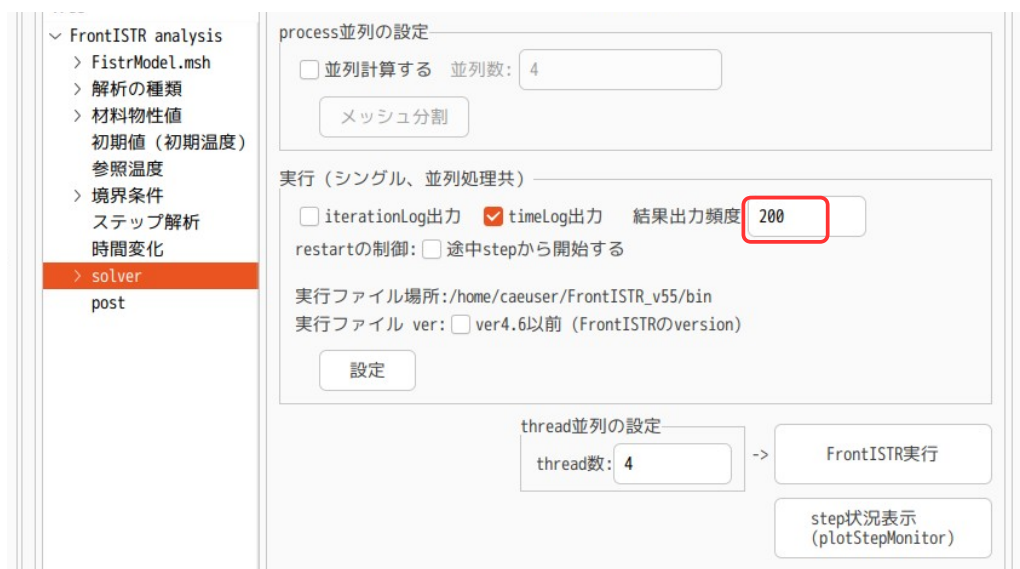 FrontISTR analysis
FistrModel.msh
解析の種類
材料物性値
初期値（初期温度）
参照温度
境界条件
ステップ解析
時間変化
solver
post
process並列の設定
並列計算する 並列数: 4
メッシュ分割
実行（シングル、並列処理共）
iterationLog出力 timeLog出力 結果出力頻度 200
restartの制御: 途中stepから開始する
実行ファイル場所:/home/caeuser/FrontISTR_v55/bin
実行ファイル ver: ver4.6以前（FrontISTRのversion）
設定
thread並列の設定
thread数: 4
-> FrontISTR実行
step状況表示
(plotStepMonitor)